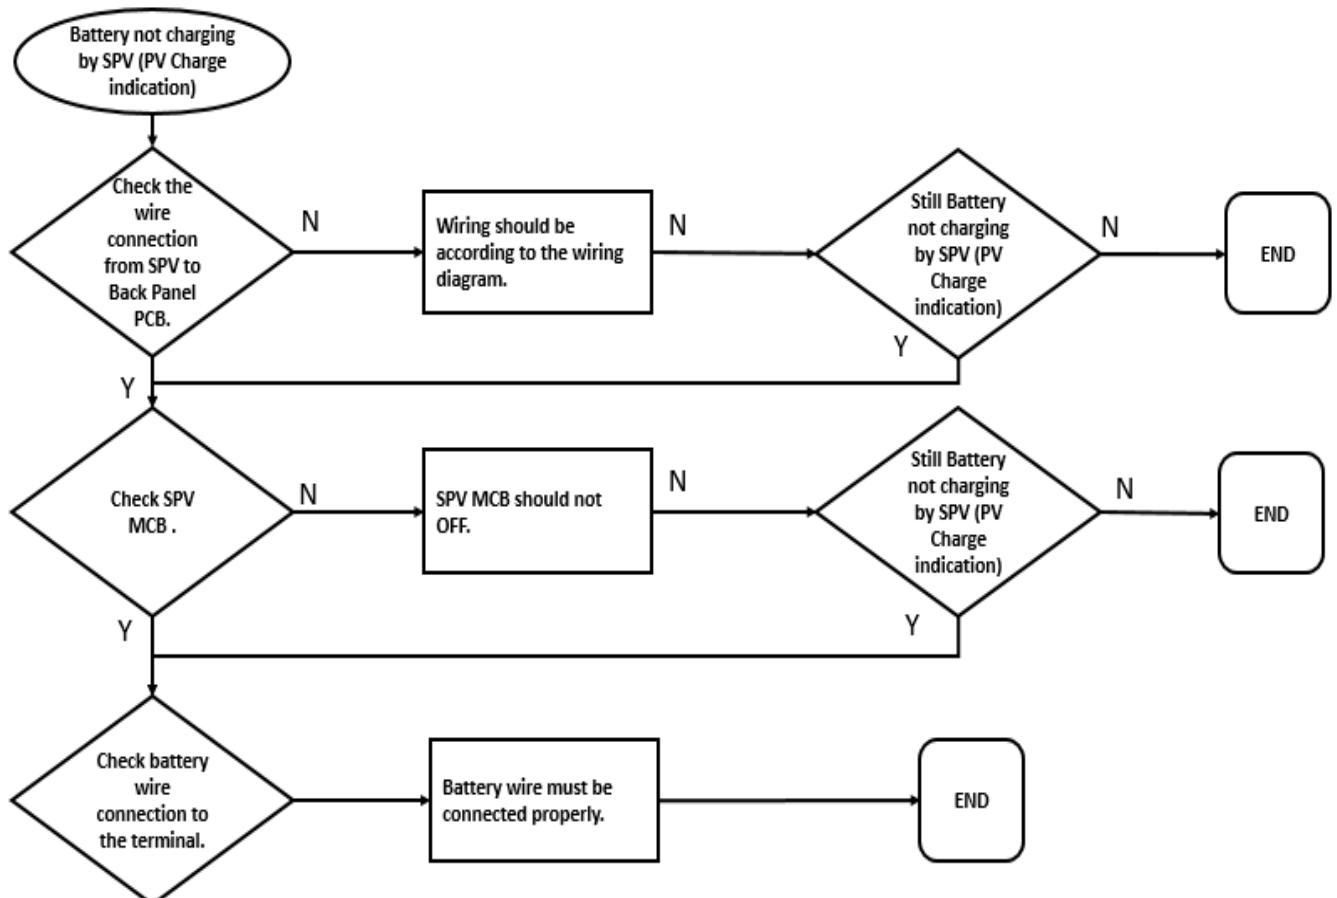 Battery not charging
by SPV (PV Charge
indication)
Check the
wire
connection
from SPV to
Back Panel
PCB.
N
Wiring should be
according to the wiring
diagram.
N
Still Battery
not charging
by SPV (PV
Charge
indication)
N
END
Y
Y
Check SPV
MCB .
N
SPV MCB should not
OFF.
N
Still Battery
not charging
by SPV (PV
Charge
indication)
N
END
Y
Y
Check battery
wire
connection to
the terminal.
Battery wire must be
connected properly.
END